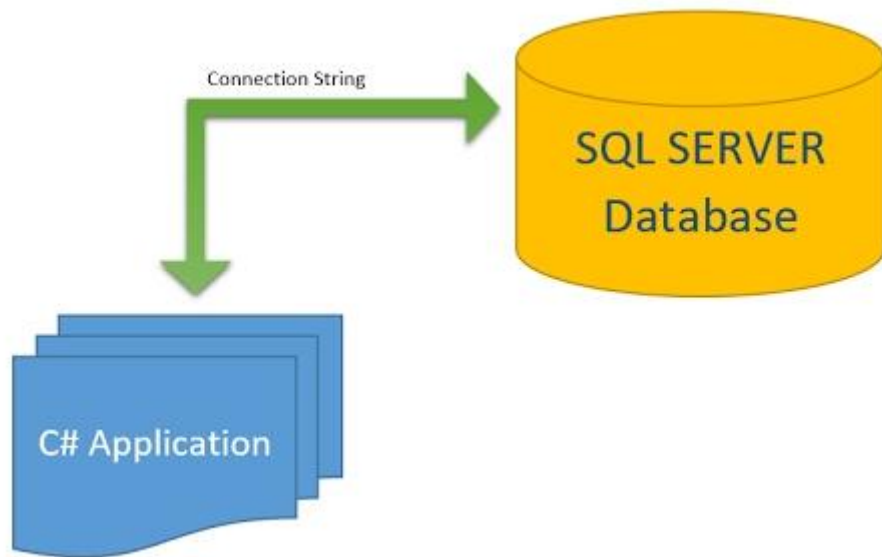 Connection String
SQL SERVER
Database
C# Application